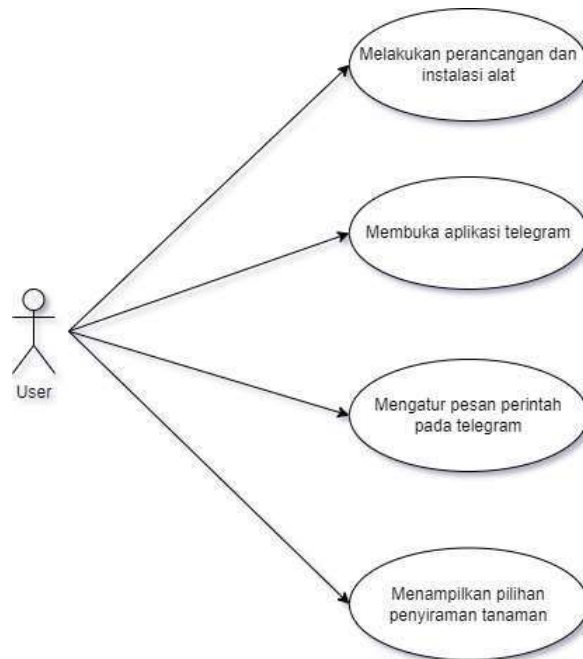 Melakukan perancangan dan
instalasi alat
Membuka aplikasi telegram
User
Mengatur pesan perintah
pada telegram
Menampilkan pilihan
penyiraman tanaman